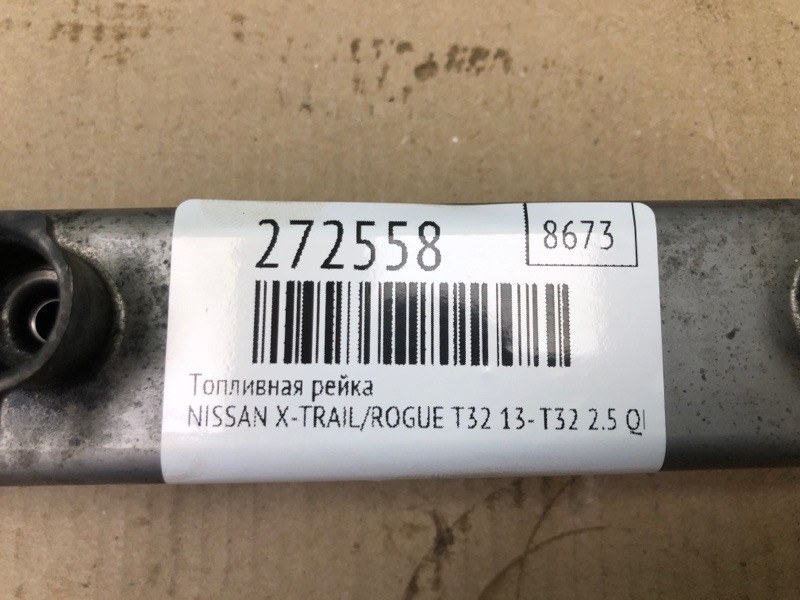 272558
8673
Топливная рейка
NISSAN X-TRAIL/ROGUE T32 13- T32 2.5